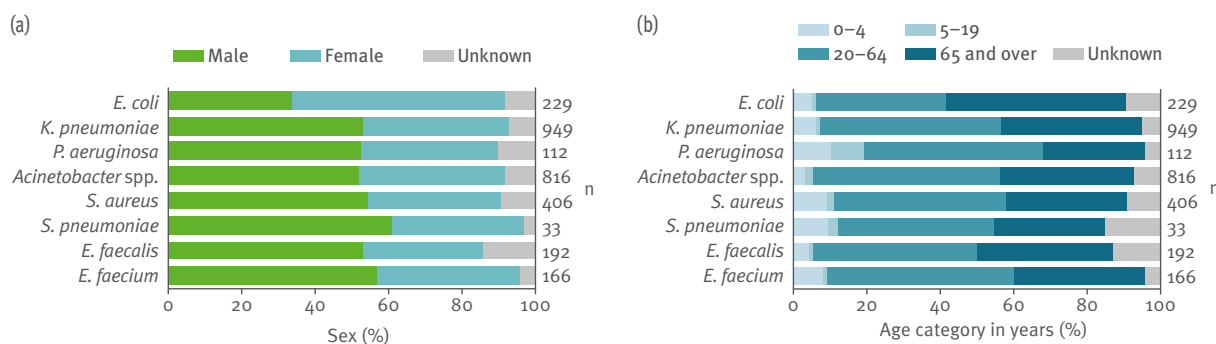 (a)
Male Female Unknown
E. coli 229
K. pneumoniae 949
P. aeruginosa 112
Acinetobacter spp. 816
n
S. aureus 406
S. pneumoniae 33
E. faecalis 192
E. faecium 166
0 20 40 60 80 100
Sex (%)
(b)
0–4 5–19
20–64 65 and over Unknown
E. coli 229
K. pneumoniae 949
P. aeruginosa 112
Acinetobacter spp. 816
n
S. aureus 406
S. pneumoniae 33
E. faecalis 192
E. faecium 166
0 20 40 60 80 100
Age category in years (%)